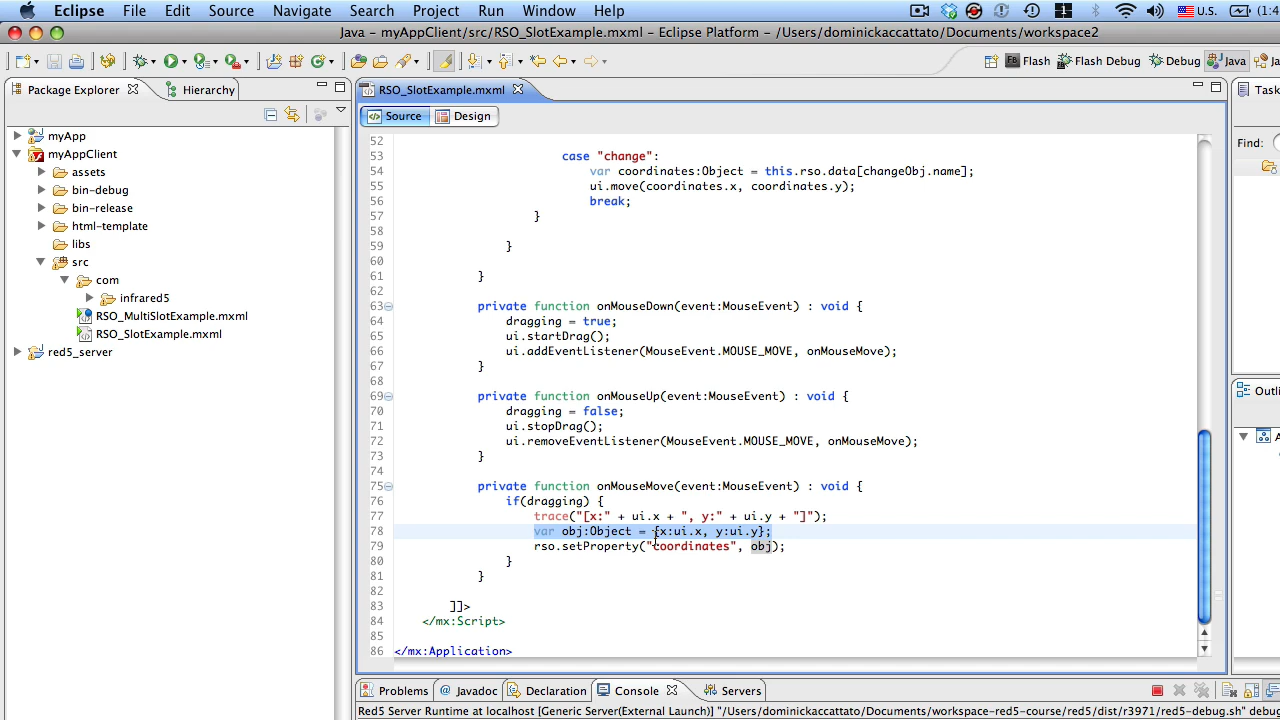 Eclipse File Edit Source Navigate Search Project Run Window Help U.S. (1:4
Java – myAppClient/src/RSO_SlotExample.mxml – Eclipse Platform – /Users/dominickaccattato/Documents/workspace2
Flash Flash Debug Debug Java Ja
Package Explorer Hierarchy
RSO_SlotExample.mxml
Task
Source Design
Find:
myApp
myAppClient
assets
bin-debug
bin-release
html-template
libs
src
com
infrared5
RSO_MultiSlotExample.mxml
RSO_SlotExample.mxml
red5_server
52
53 case "change":
54 var coordinates:Object = this.rso.data[changeObj.name];
55 ui.move(coordinates.x, coordinates.y);
56 break;
57 }
58
59 }
60
61 }
62
63 private function onMouseDown(event:MouseEvent) : void {
64 dragging = true;
65 ui.startDrag();
66 ui.addEventListener(MouseEvent.MOUSE_MOVE, onMouseMove);
67 }
68
69 private function onMouseUp(event:MouseEvent) : void {
70 dragging = false;
71 ui.stopDrag();
72 ui.removeEventListener(MouseEvent.MOUSE_MOVE, onMouseMove);
73 }
74
75 private function onMouseMove(event:MouseEvent) : void {
76 if(dragging) {
77 trace("[x:" + ui.x + ", y:" + ui.y + "]");
78 var obj:Object = {x:ui.x, y:ui.y};
79 rso.setProperty("coordinates", obj);
80 }
81 }
82
83 ]]>
84 </mx:Script>
85
86 </mx:Application>
Outli
A
Problems @ Javadoc Declaration Console Servers
Red5 Server Runtime at localhost [Generic Server(External Launch)] "/Users/dominickaccattato/Documents/workspace-red5-course/red5/dist/r3971/red5-debug.sh" debug